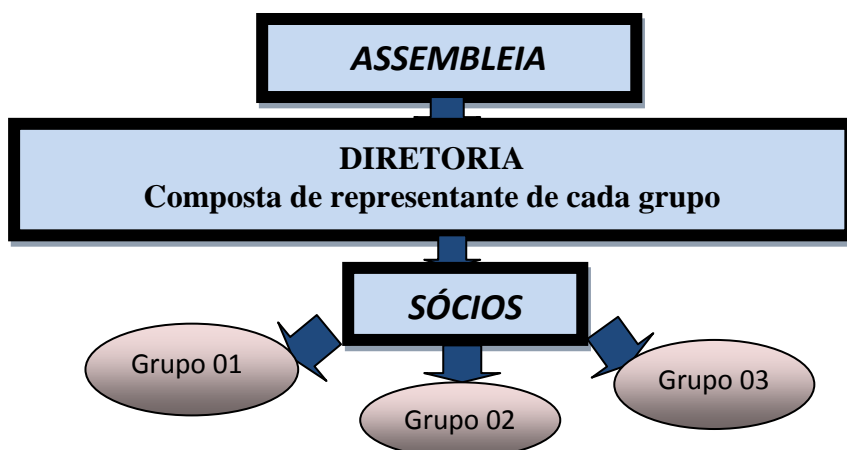 ASSEMBLEIA
DIRETORIA
Composta de representante de cada grupo
SÓCIOS
Grupo 01
Grupo 02
Grupo 03